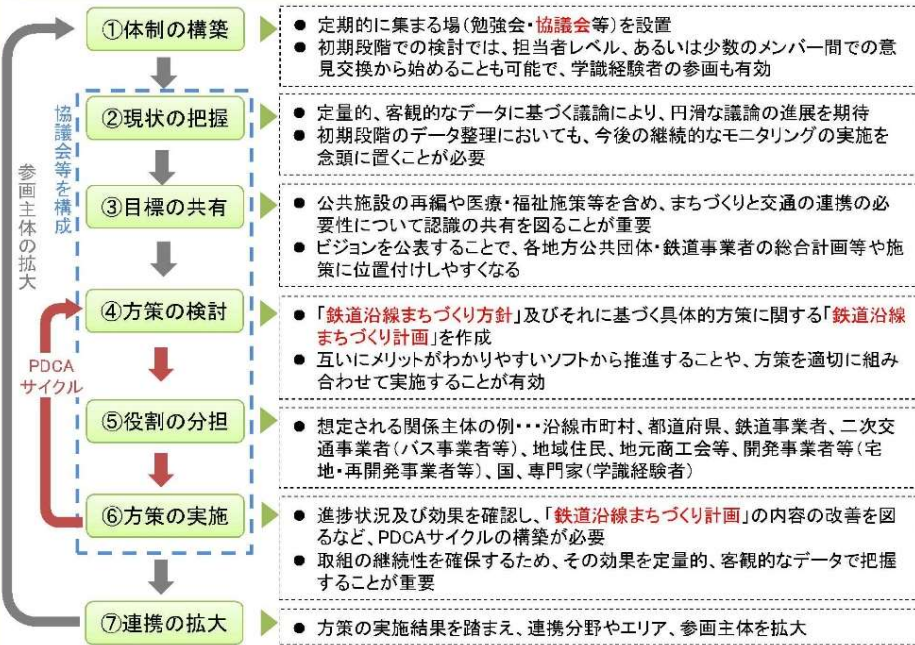 ①体制の構築
● 定期的に集まる場(勉強会・協議会等)を設置
● 初期段階での検討では、担当者レベル、あるいは少数のメンバー間での意
見交換から始めることも可能で、学識経験者の参画も有効
②現状の把握
● 定量的、客観的なデータに基づく議論により、円滑な議論の進展を期待
● 初期段階のデータ整理においても、今後の継続的なモニタリングの実施を
念頭に置くことが必要
協議会等を構成
参画主体の拡大
③目標の共有
● 公共施設の再編や医療・福祉施策等を含め、まちづくりと交通の連携の必
要性について認識の共有を図ることが重要
● ビジョンを公表することで、各地方公共団体・鉄道事業者の総合計画等や施
策に位置付けしやすくなる
④方策の検討
● 「鉄道沿線まちづくり方針」及びそれに基づく具体的方策に関する「鉄道沿線
まちづくり計画」を作成
● 互いにメリットがわかりやすいソフトから推進することや、方策を適切に組み
合わせて実施することが有効
PDCA
サイクル
⑤役割の分担
● 想定される関係主体の例・・・沿線市町村、都道府県、鉄道事業者、二次交
通事業者(バス事業者等)、地域住民、地元商工会等、開発事業者等(宅
地・再開発事業者等)、国、専門家(学識経験者)
⑥方策の実施
● 進捗状況及び効果を確認し、「鉄道沿線まちづくり計画」の内容の改善を図
るなど、PDCAサイクルの構築が必要
● 取組の継続性を確保するため、その効果を定量的、客観的なデータで把握
することが重要
⑦連携の拡大
● 方策の実施結果を踏まえ、連携分野やエリア、参画主体を拡大